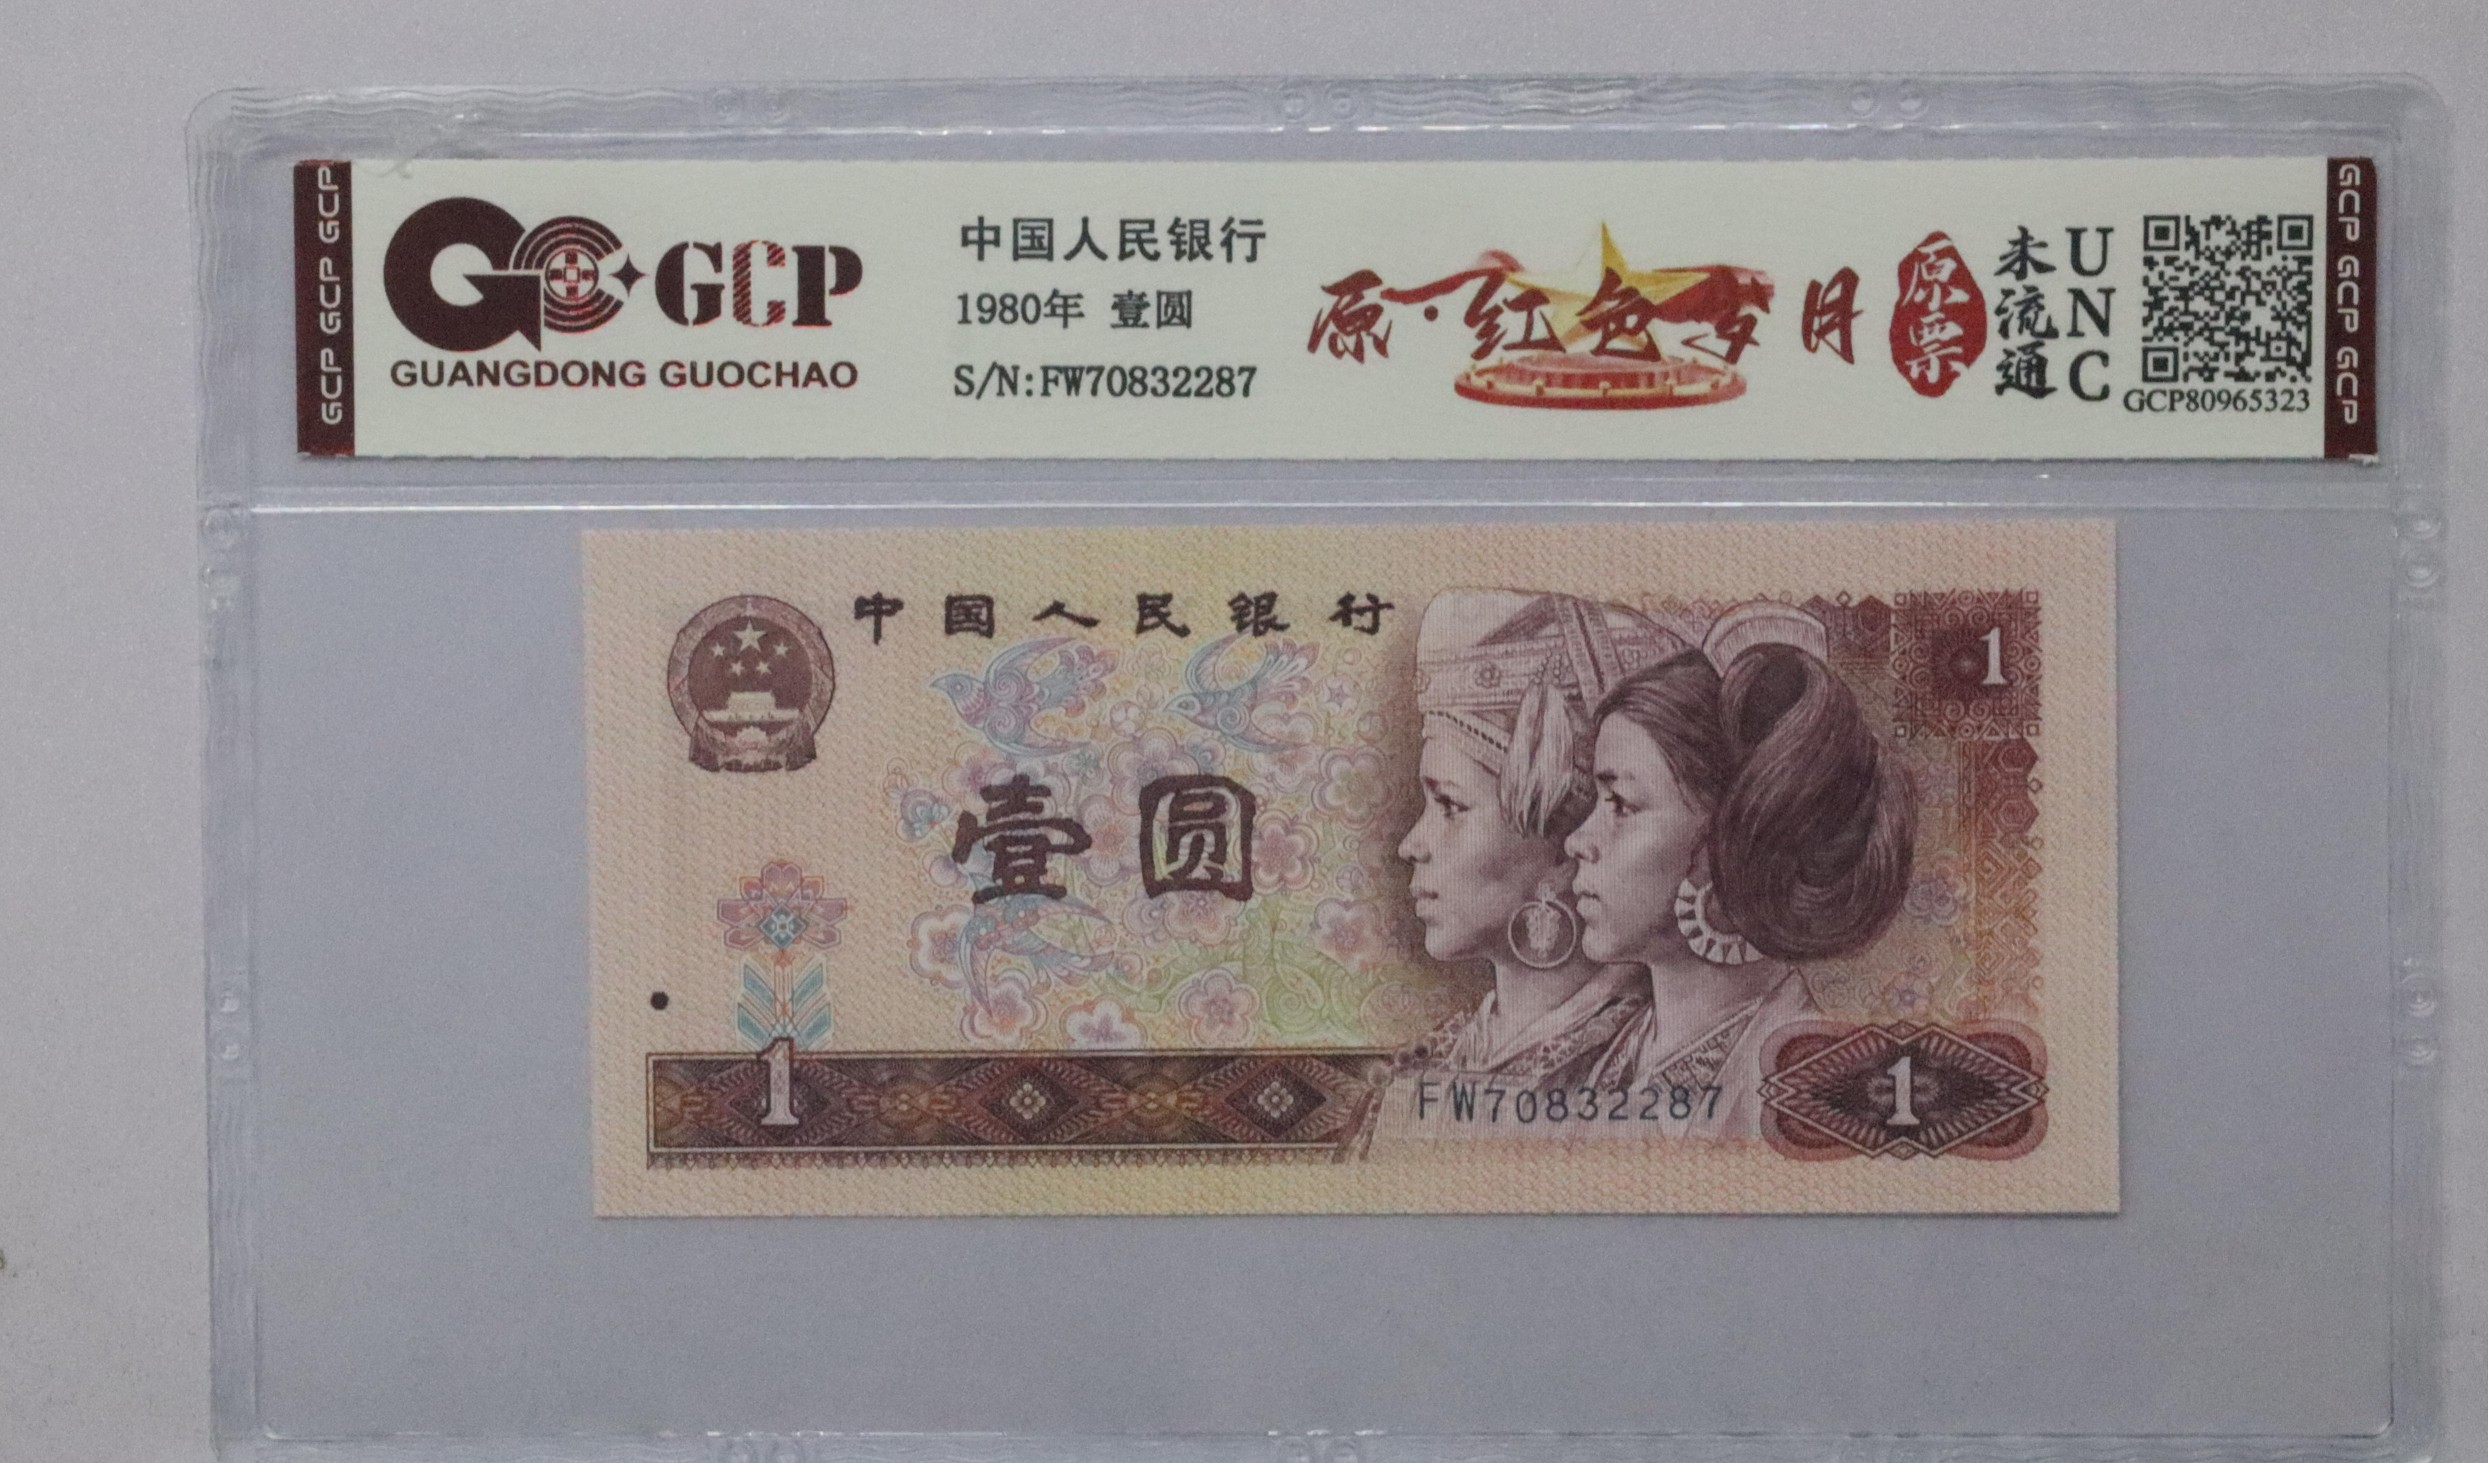 GCP GCP GCP
GCP
GUANGDONG GUOCHAO
中国人民银行
1980年 壹圆
S/N:FW70832287
原·红色岁月
原票
未流通
UNC
GCP80965323
GCP GCP GCP
中国人民银行
壹圆
1
1
FW70832287
1